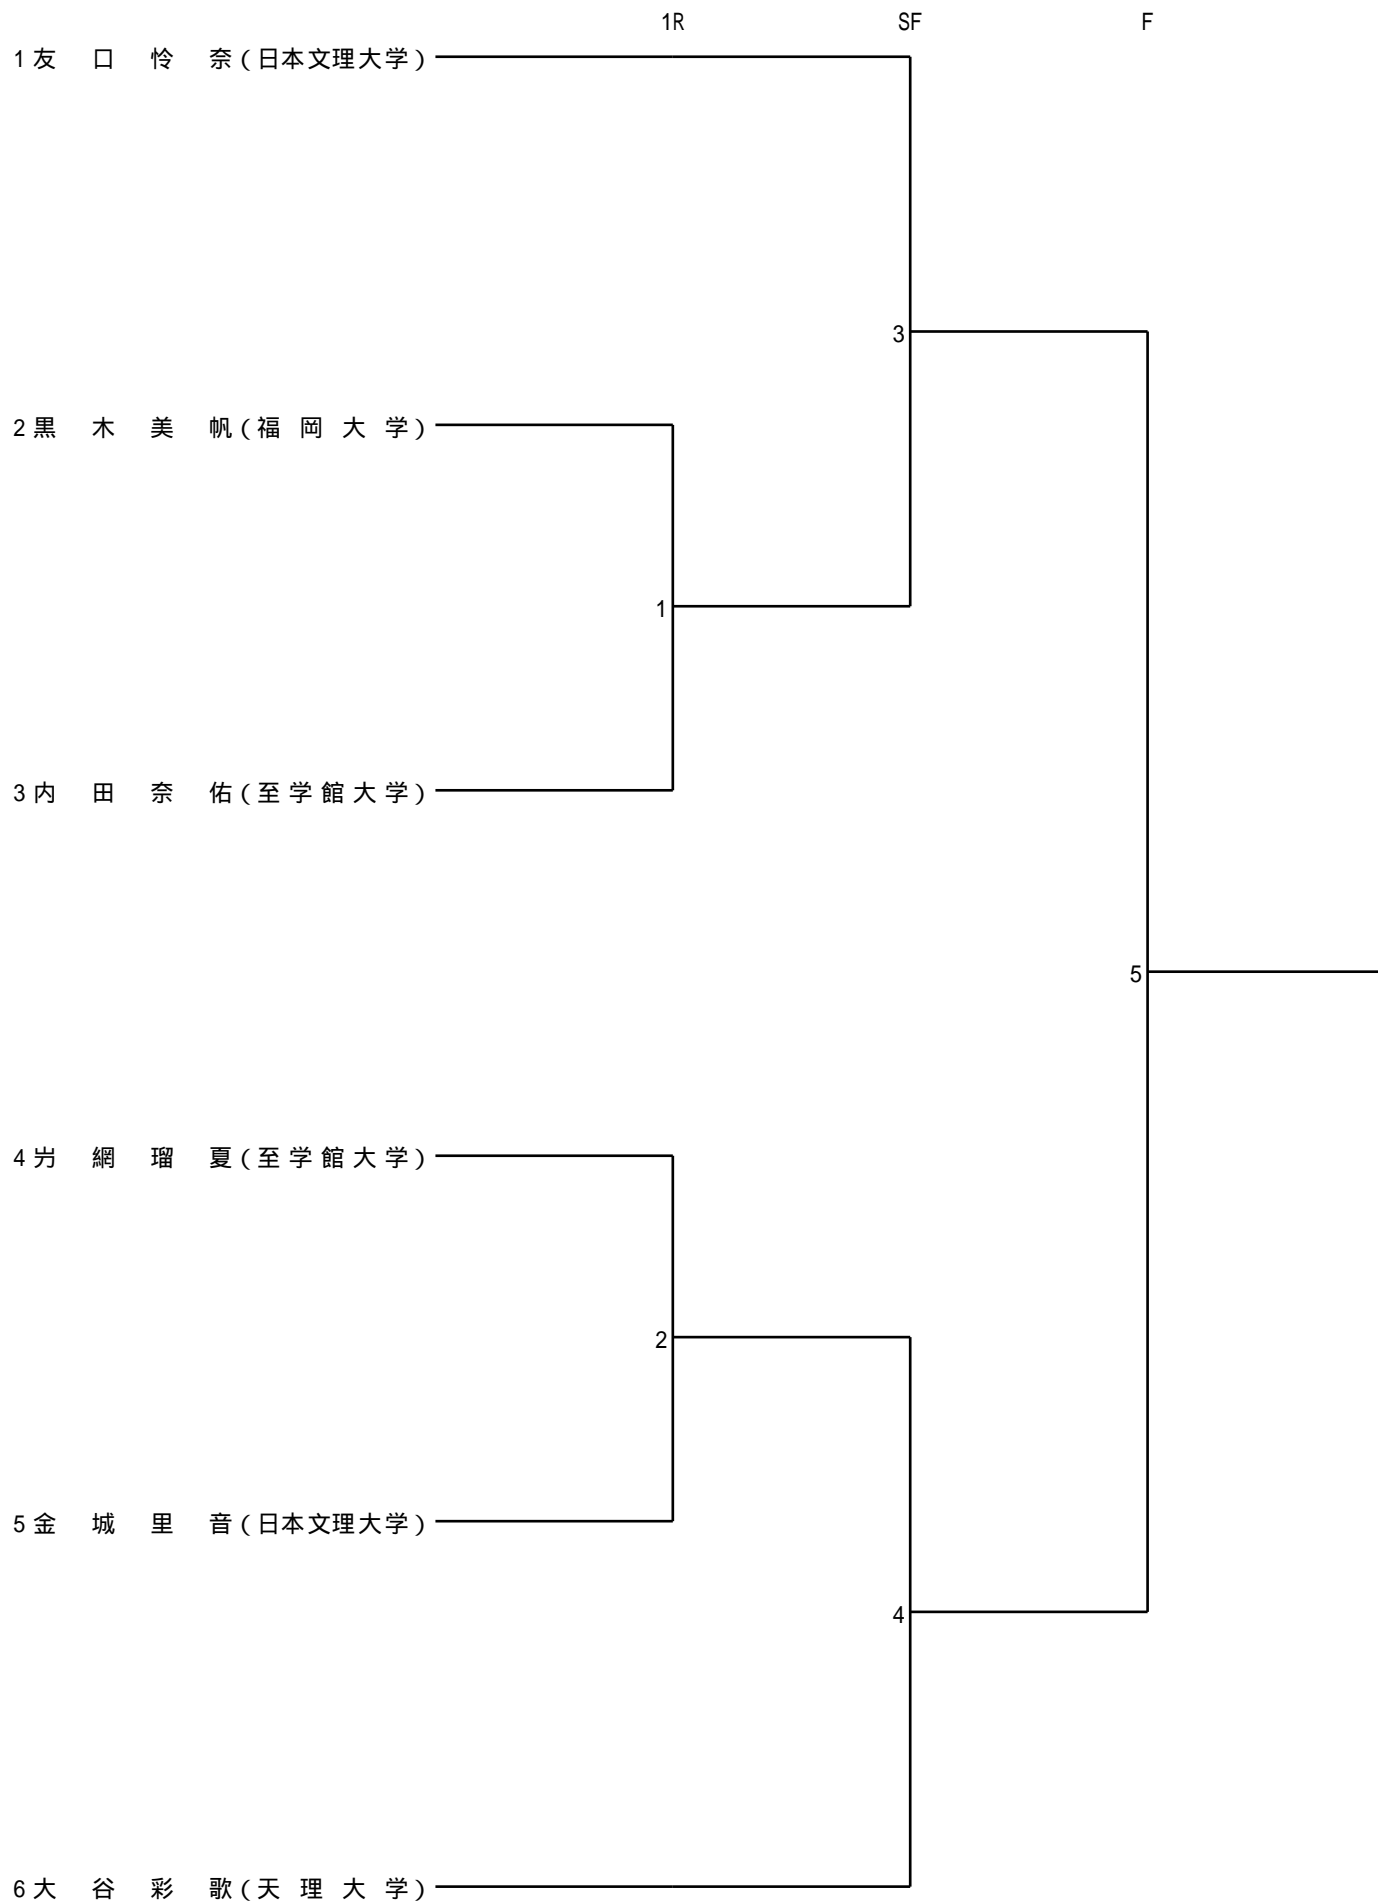 1R SF F
1 友 口 怜 奈 (日本文理大学)
3
2 黒 木 美 帆 (福 岡 大 学)
1
3 内 田 奈 佑 (至 学 館 大 学)
5
4 屶 網 瑠 夏 (至 学 館 大 学)
2
5 金 城 里 音 (日本文理大学)
4
6 大 谷 彩 歌 (天 理 大 学)